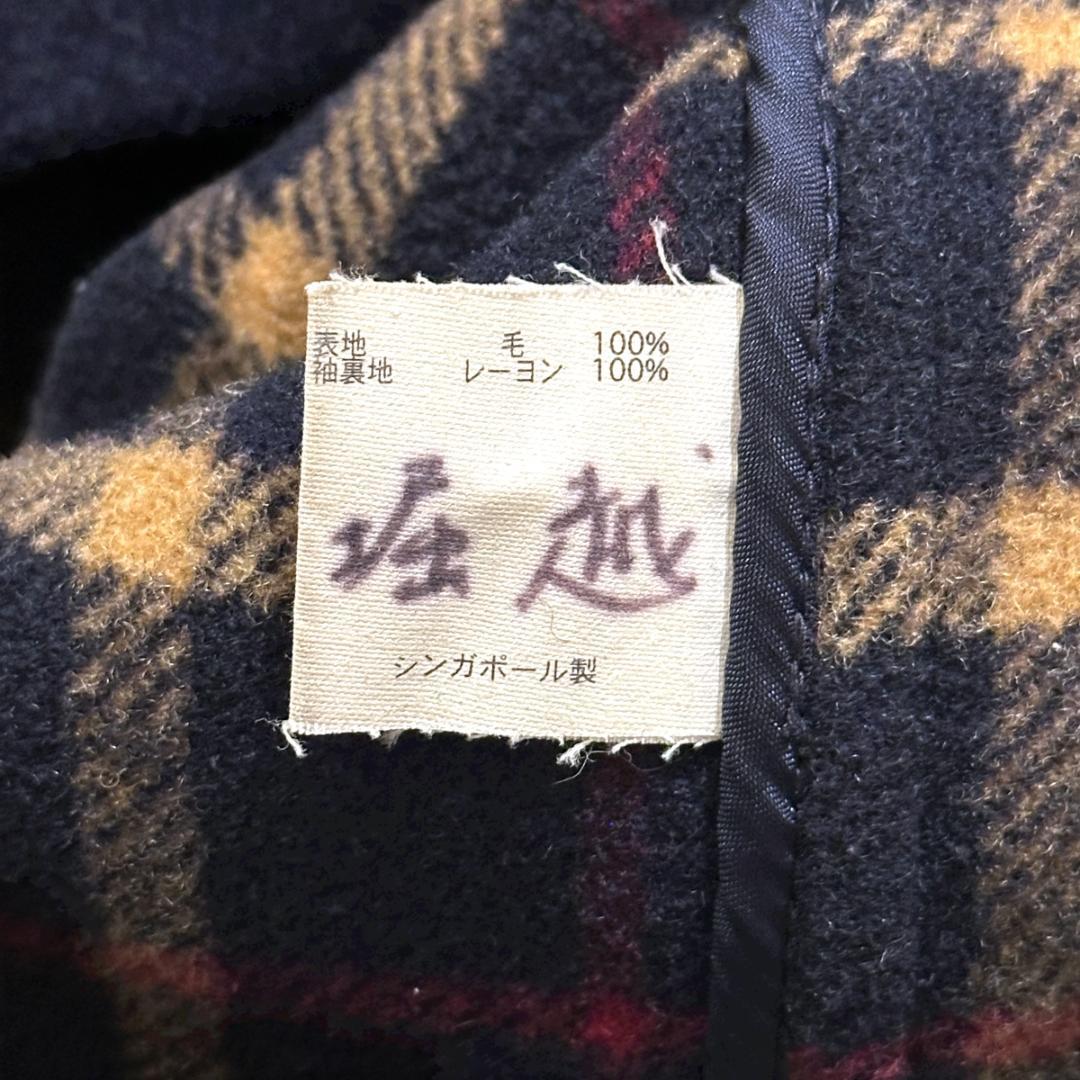 表地 毛 100%
袖裏地 レーヨン 100%
堀越
シンガポール製